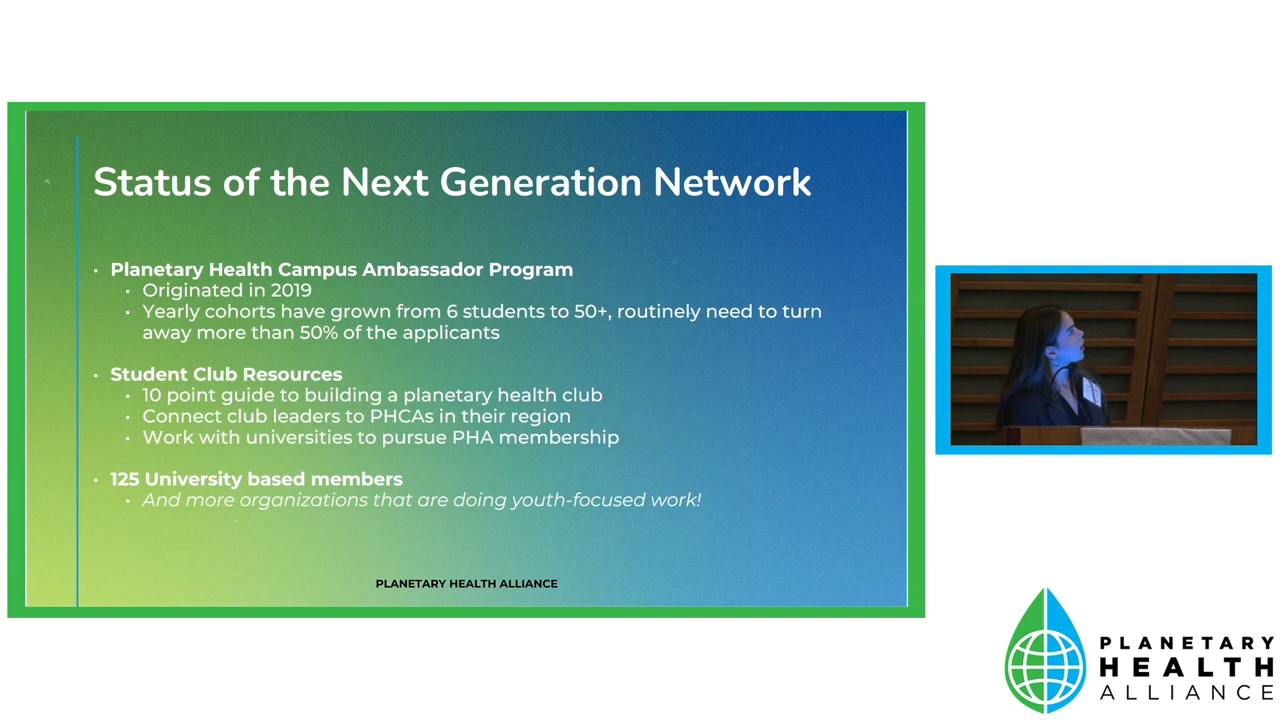 Status of the Next Generation Network
• Planetary Health Campus Ambassador Program
• Originated in 2019
• Yearly cohorts have grown from 6 students to 50+, routinely need to turn
away more than 50% of the applicants
• Student Club Resources
• 10 point guide to building a planetary health club
• Connect club leaders to PHCAs in their region
• Work with universities to pursue PHA membership
• 125 University based members
• And more organizations that are doing youth-focused work!
PLANETARY HEALTH ALLIANCE
PLANETARY
HEALTH
ALLIANCE